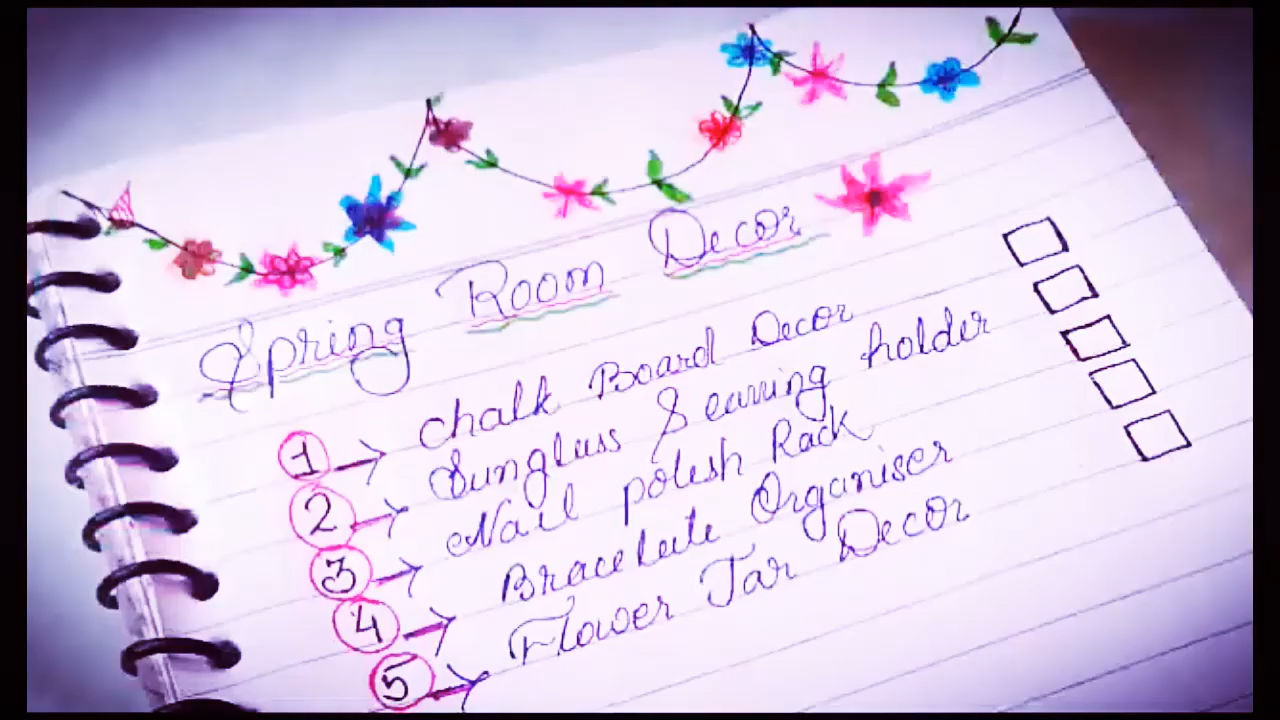 Spring Room Decor
1 → Chalk Board Decor
2 → Sunglass & earring holder
3 → Nail polish Rack
4 → Bracelete Organiser
5 → Flower Jar Decor